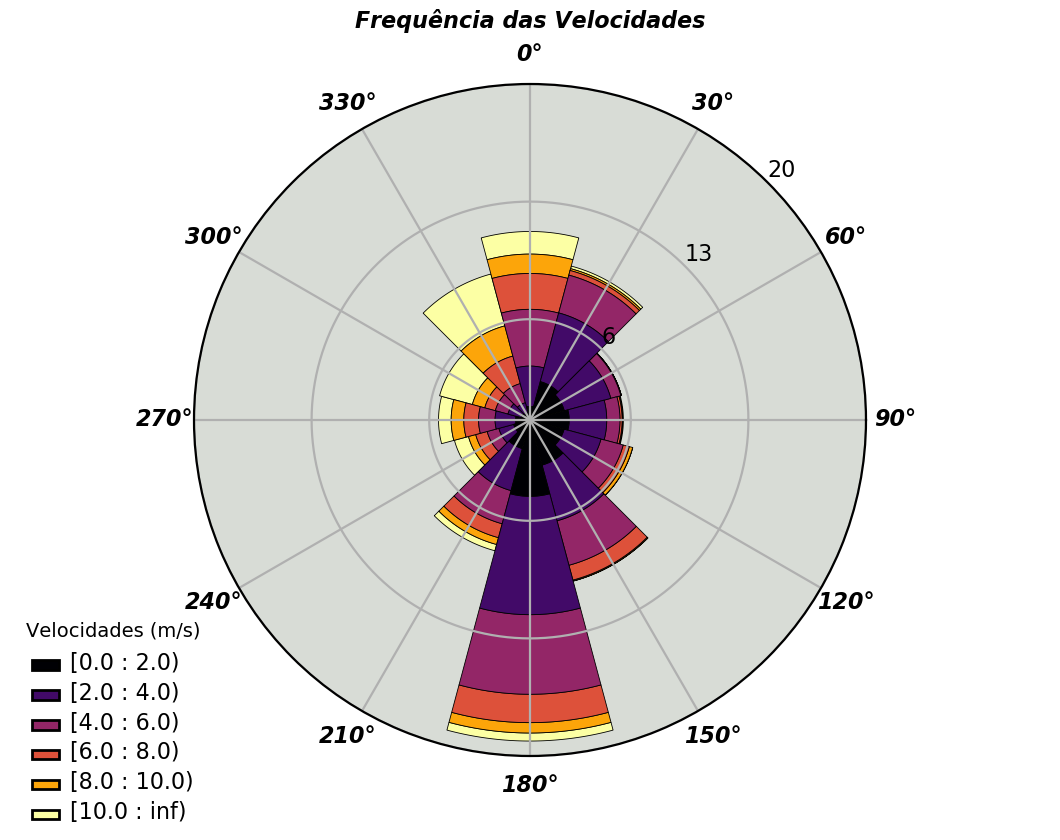 Frequência das Velocidades
0°
330°
30°
20
300°
60°
13
6
270°
90°
240°
120°
210°
150°
180°
Velocidades (m/s)
[0.0 : 2.0)
[2.0 : 4.0)
[4.0 : 6.0)
[6.0 : 8.0)
[8.0 : 10.0)
[10.0 : inf)